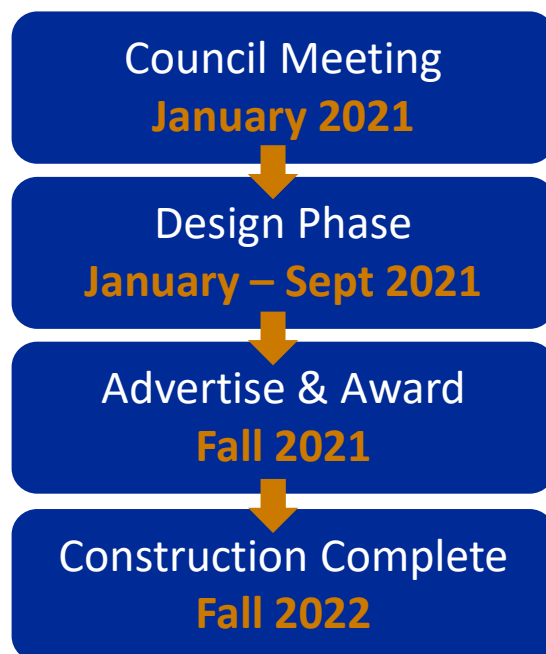 Council Meeting
January 2021
Design Phase
January – Sept 2021
Advertise & Award
Fall 2021
Construction Complete
Fall 2022